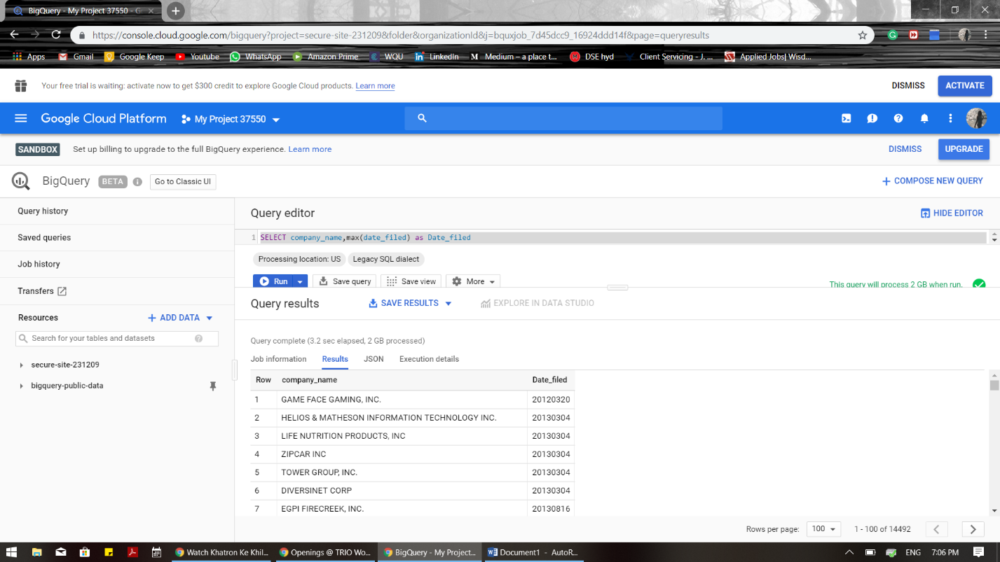 BigQuery - My Project 37550 - G
https://console.cloud.google.com/bigquery?project=secure-site-231209&folder&organizationId&j=bquxjob_7d45dcc9_16924ddd14f&page=queryresults
Apps Gmail Google Keep Youtube WhatsApp Amazon Prime WQU LinkedIn Medium – a place t... DSE hyd Client Servicing - J. ... Applied Jobs| Wisd...
Your free trial is waiting: activate now to get $300 credit to explore Google Cloud products. Learn more DISMISS ACTIVATE
Google Cloud Platform My Project 37550
SANDBOX Set up billing to upgrade to the full BigQuery experience. Learn more DISMISS UPGRADE
BigQuery BETA Go to Classic UI COMPOSE NEW QUERY
Query history
Saved queries
Job history
Transfers
Resources ADD DATA
Search for your tables and datasets
secure-site-231209
bigquery-public-data
Query editor HIDE EDITOR
1 SELECT company_name,max(date_filed) as Date_filed
Processing location: US Legacy SQL dialect
Run Save query Save view More This query will process 2 GB when run.
Query results SAVE RESULTS EXPLORE IN DATA STUDIO
Query complete (3.2 sec elapsed, 2 GB processed)
Job information Results JSON Execution details
Row company_name Date_filed
1 GAME FACE GAMING, INC. 20120320
2 HELIOS & MATHESON INFORMATION TECHNOLOGY INC. 20130304
3 LIFE NUTRITION PRODUCTS, INC 20130304
4 ZIPCAR INC 20130304
5 TOWER GROUP, INC. 20130304
6 DIVERSINET CORP 20130304
7 EGPI FIRECREEK, INC. 20130816
Rows per page: 100 1 - 100 of 14492
Watch Khatron Ke Khil... Openings @ TRIO Wo... BigQuery - My Project... Document1 - AutoR... ENG 7:06 PM